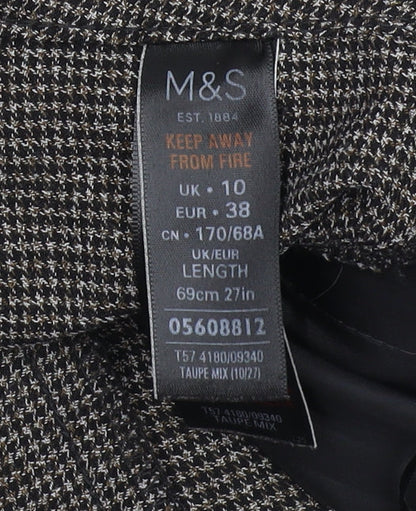 M&S
EST. 1884
KEEP AWAY
FROM FIRE
UK • 10
EUR • 38
CN • 170/68A
UK/EUR
LENGTH
69cm 27in
05608812
T57 4180/09340
TAUPE MIX (10/27)
T57 4180/09340
TAUPE MIX